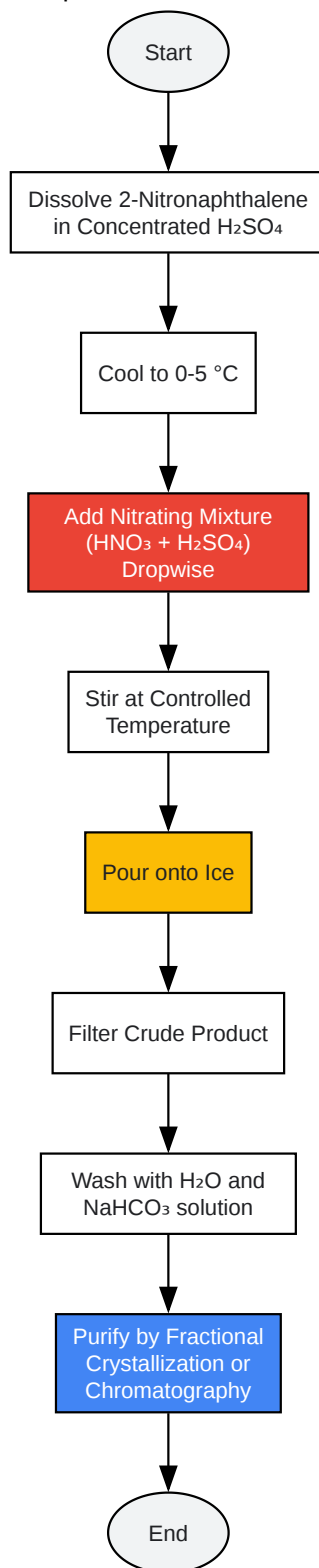 Start
Dissolve 2-Nitronaphthalene
in Concentrated H₂SO₄
Cool to 0-5 °C
Add Nitrating Mixture
(HNO₃ + H₂SO₄)
Dropwise
Stir at Controlled
Temperature
Pour onto Ice
Filter Crude Product
Wash with H₂O and
NaHCO₃ solution
Purify by Fractional
Crystallization or
Chromatography
End